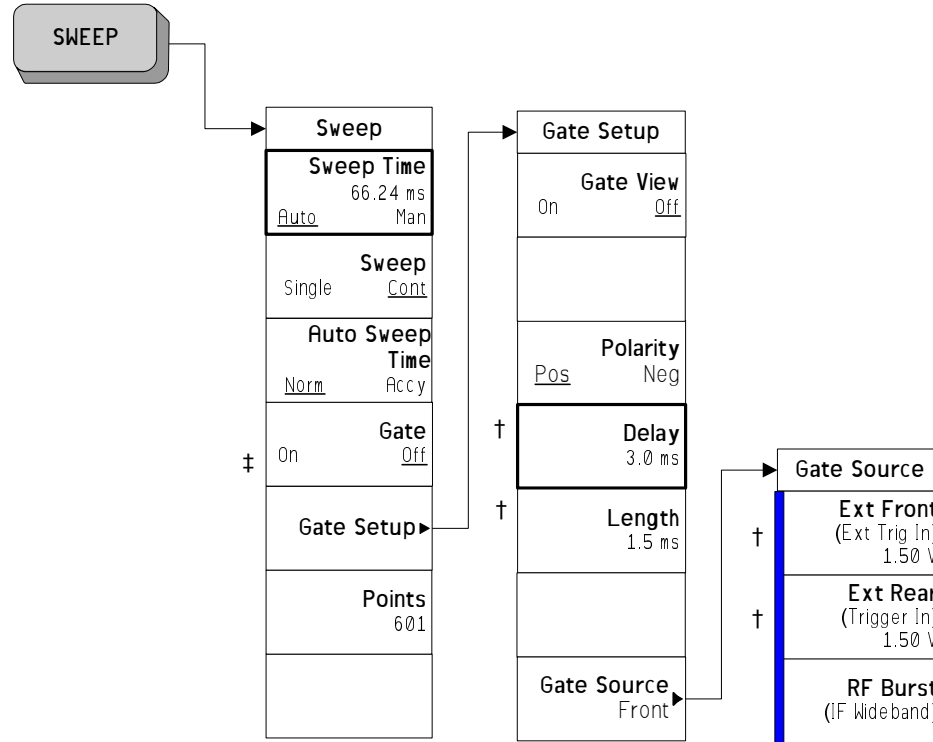 SWEEP
Sweep
Sweep Time
66.24 ms
Auto Man
Sweep
Single Cont
Auto Sweep
Time
Norm Accy
Gate
‡ On Off
Gate Setup
Points
601
Gate Setup
Gate View
On Off
Polarity
Pos Neg
† Delay
3.0 ms
† Length
1.5 ms
Gate Source
Front
Gate Source
Ext Front
† (Ext Trig In)
1.50 V
Ext Rear
† (Trigger In)
1.50 V
RF Burst
(IF Wideband)